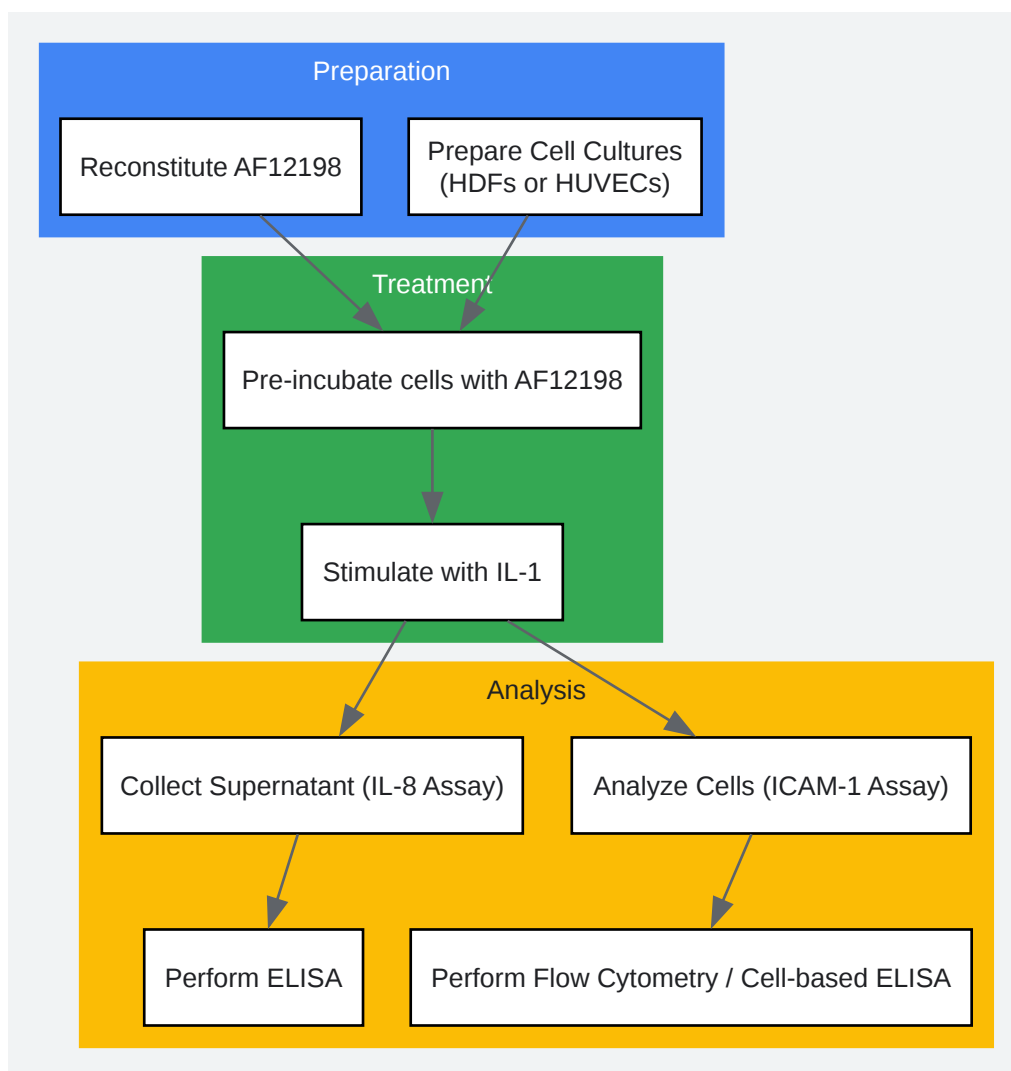 Preparation
Reconstitute AF12198
Prepare Cell Cultures
(HDFs or HUVECs)
Treatment
Pre-incubate cells with AF12198
Stimulate with IL-1
Analysis
Collect Supernatant (IL-8 Assay)
Analyze Cells (ICAM-1 Assay)
Perform ELISA
Perform Flow Cytometry / Cell-based ELISA